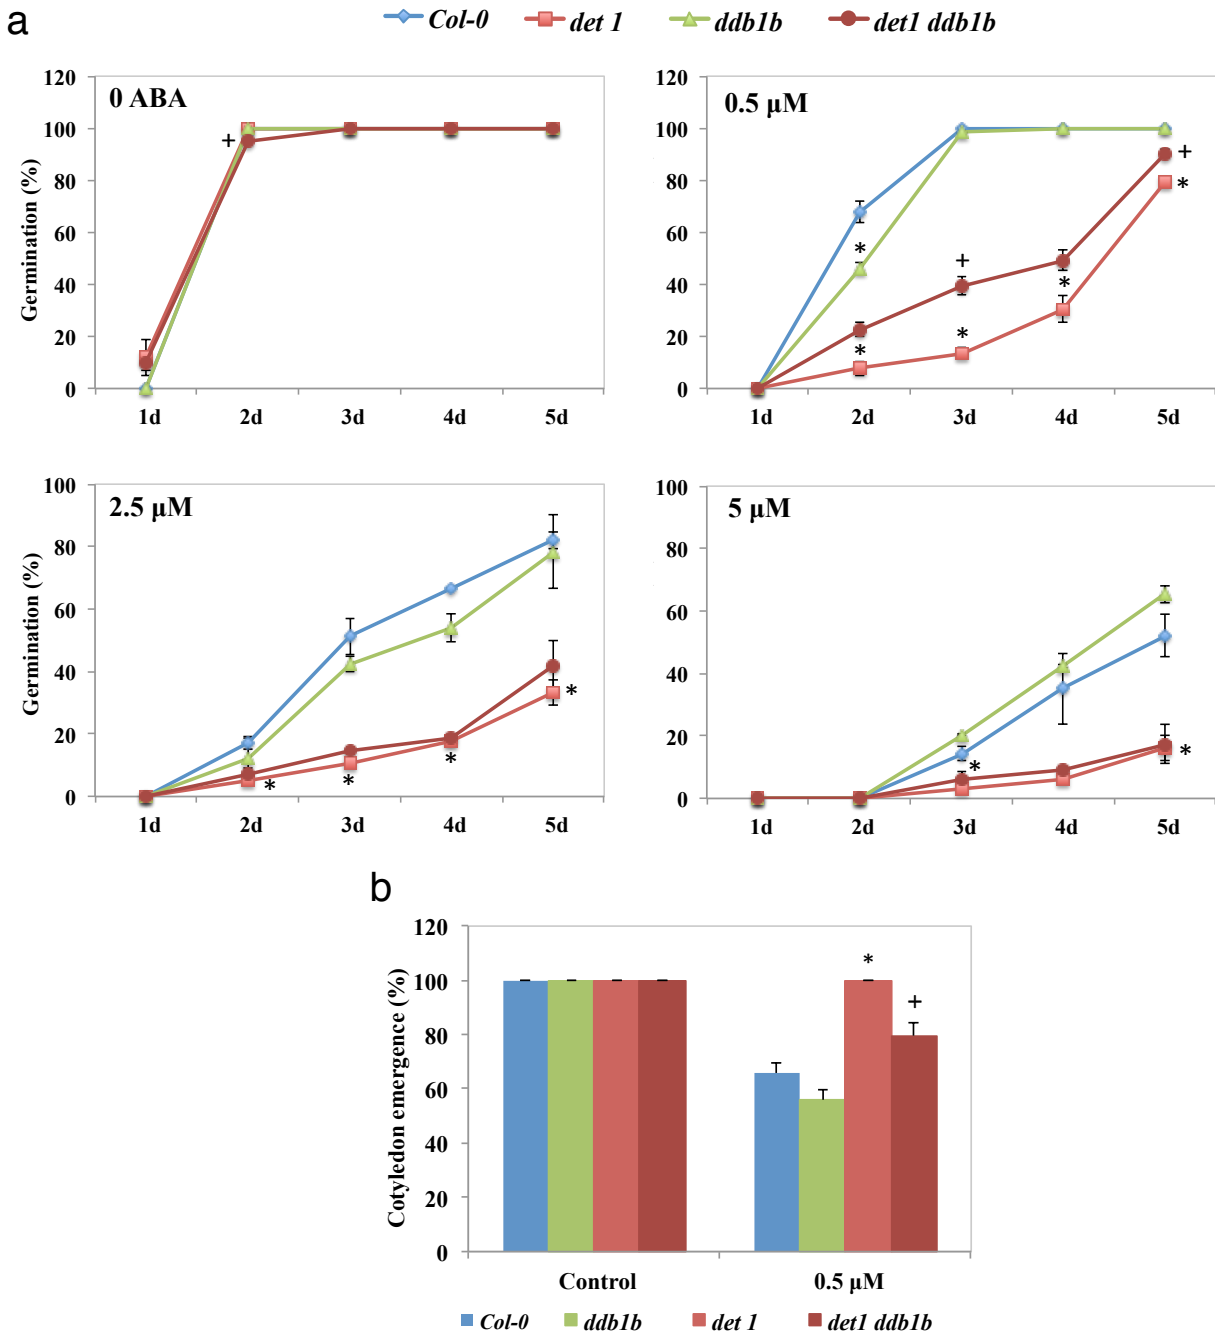 a
Col-0 det 1 ddb1b det1 ddb1b
0 ABA
Germination (%)
120
100
80
60
40
20
0
+
1d 2d 3d 4d 5d
0.5 µM
Germination (%)
120
100
80
60
40
20
0
*
*
+
*
*
+
*
1d 2d 3d 4d 5d
2.5 µM
Germination (%)
100
80
60
40
20
0
*
*
*
*
1d 2d 3d 4d 5d
5 µM
100
80
60
40
20
0
*
*
1d 2d 3d 4d 5d
b
Cotyledon emergence (%)
120
100
80
60
40
20
0
*
+
Control 0.5 µM
Col-0 ddb1b det 1 det1 ddb1b